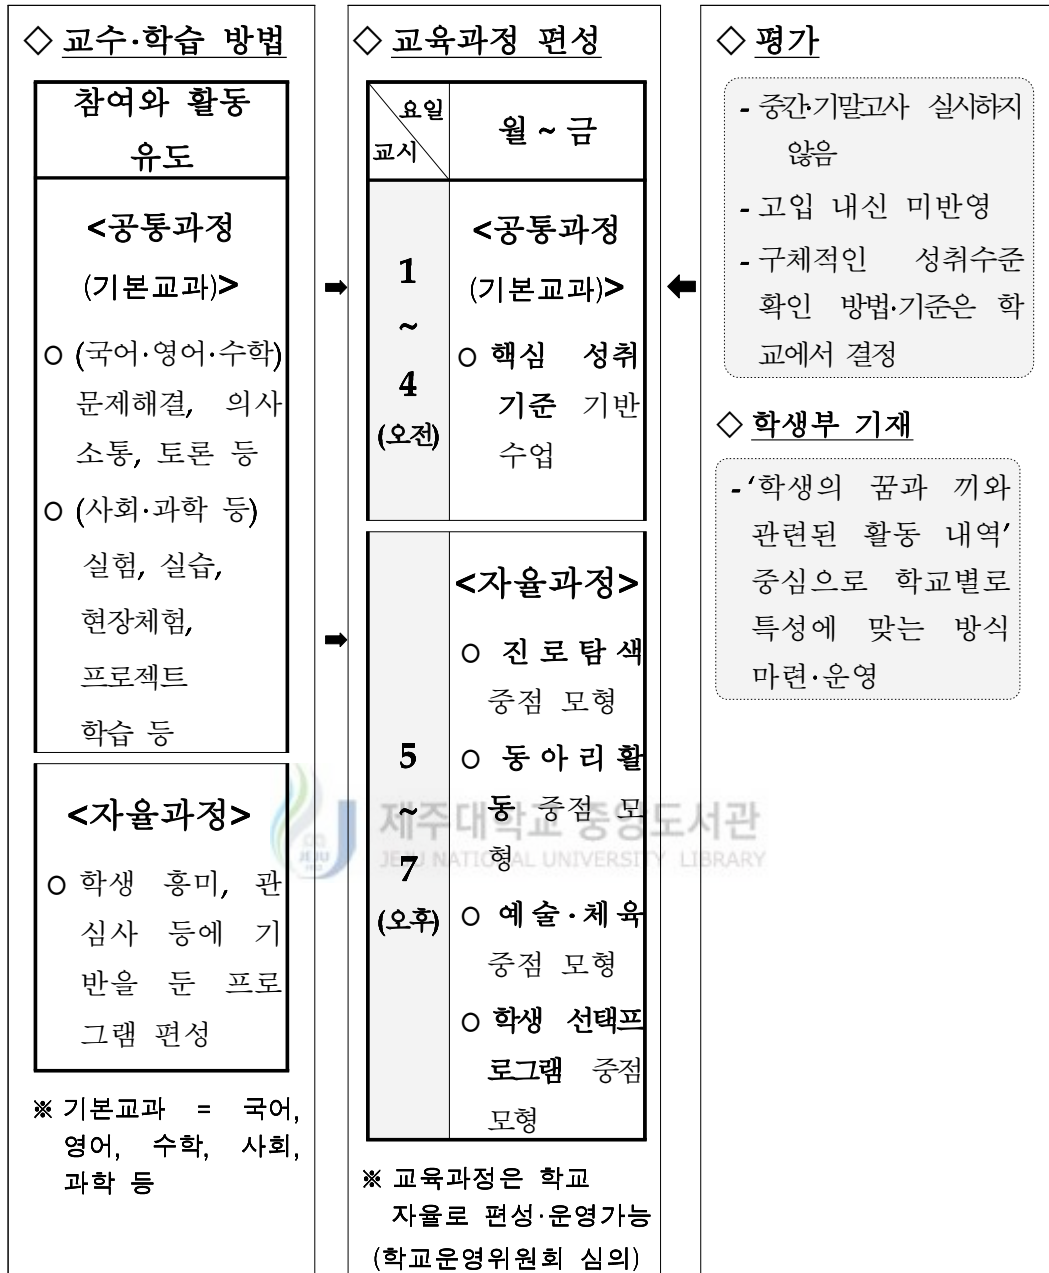 ◇ 교수·학습 방법
참여와 활동
유도
<공통과정
(기본교과)>
○ (국어·영어·수학)
문제해결, 의사
소통, 토론 등
○ (사회·과학 등)
실험, 실습,
현장체험,
프로젝트
학습 등
<자율과정>
○ 학생 흥미, 관
심사 등에 기
반을 둔 프로
그램 편성
※ 기본교과 = 국어,
영어, 수학, 사회,
과학 등
◇ 교육과정 편성
요일
교시
월 ~ 금
1
~
4
(오전)
<공통과정
(기본교과)>
○ 핵심 성취
기준 기반
수업
5
~
7
(오후)
<자율과정>
○ 진로탐색
중점 모형
○ 동아리활
동 중점 모
형
○ 예술·체육
중점 모형
○ 학생 선택프
로그램 중점
모형
※ 교육과정은 학교
자율로 편성·운영가능
(학교운영위원회 심의)
◇ 평가
- 중간·기말고사 실시하지
않음
- 고입 내신 미반영
- 구체적인 성취수준
확인 방법·기준은 학
교에서 결정
◇ 학생부 기재
- ‘학생의 꿈과 끼와
관련된 활동 내역’
중심으로 학교별로
특성에 맞는 방식
마련·운영
제주대학교 중앙도서관
JEJU NATIONAL UNIVERSITY LIBRARY
JEJU